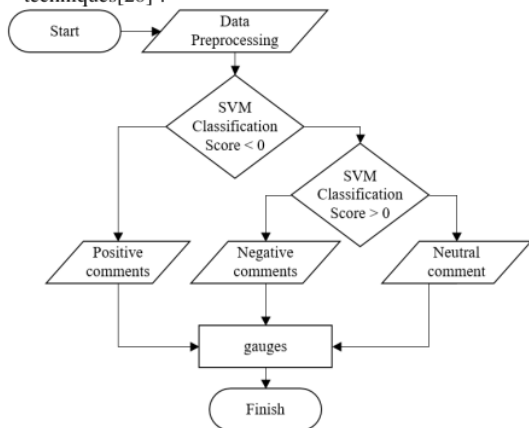 techniques[28] .
Start
Data
Preprocessing
SVM
Classification
Score < 0
SVM
Classification
Score > 0
Positive
comments
Negative
comments
Neutral
comment
gauges
Finish